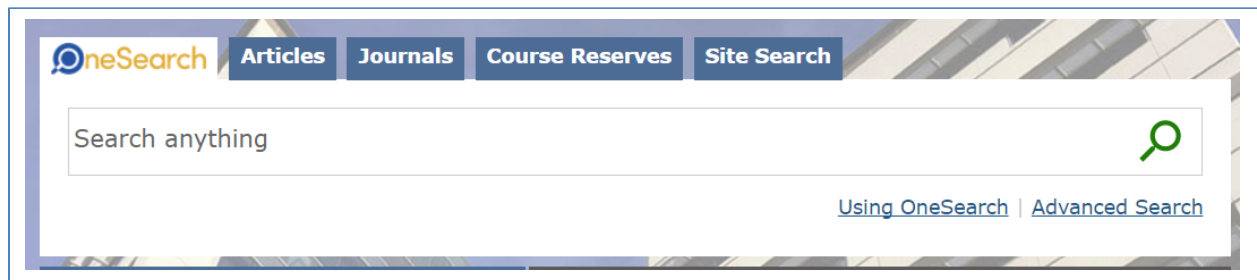 OneSearch Articles Journals Course Reserves Site Search
Search anything
Using OneSearch | Advanced Search